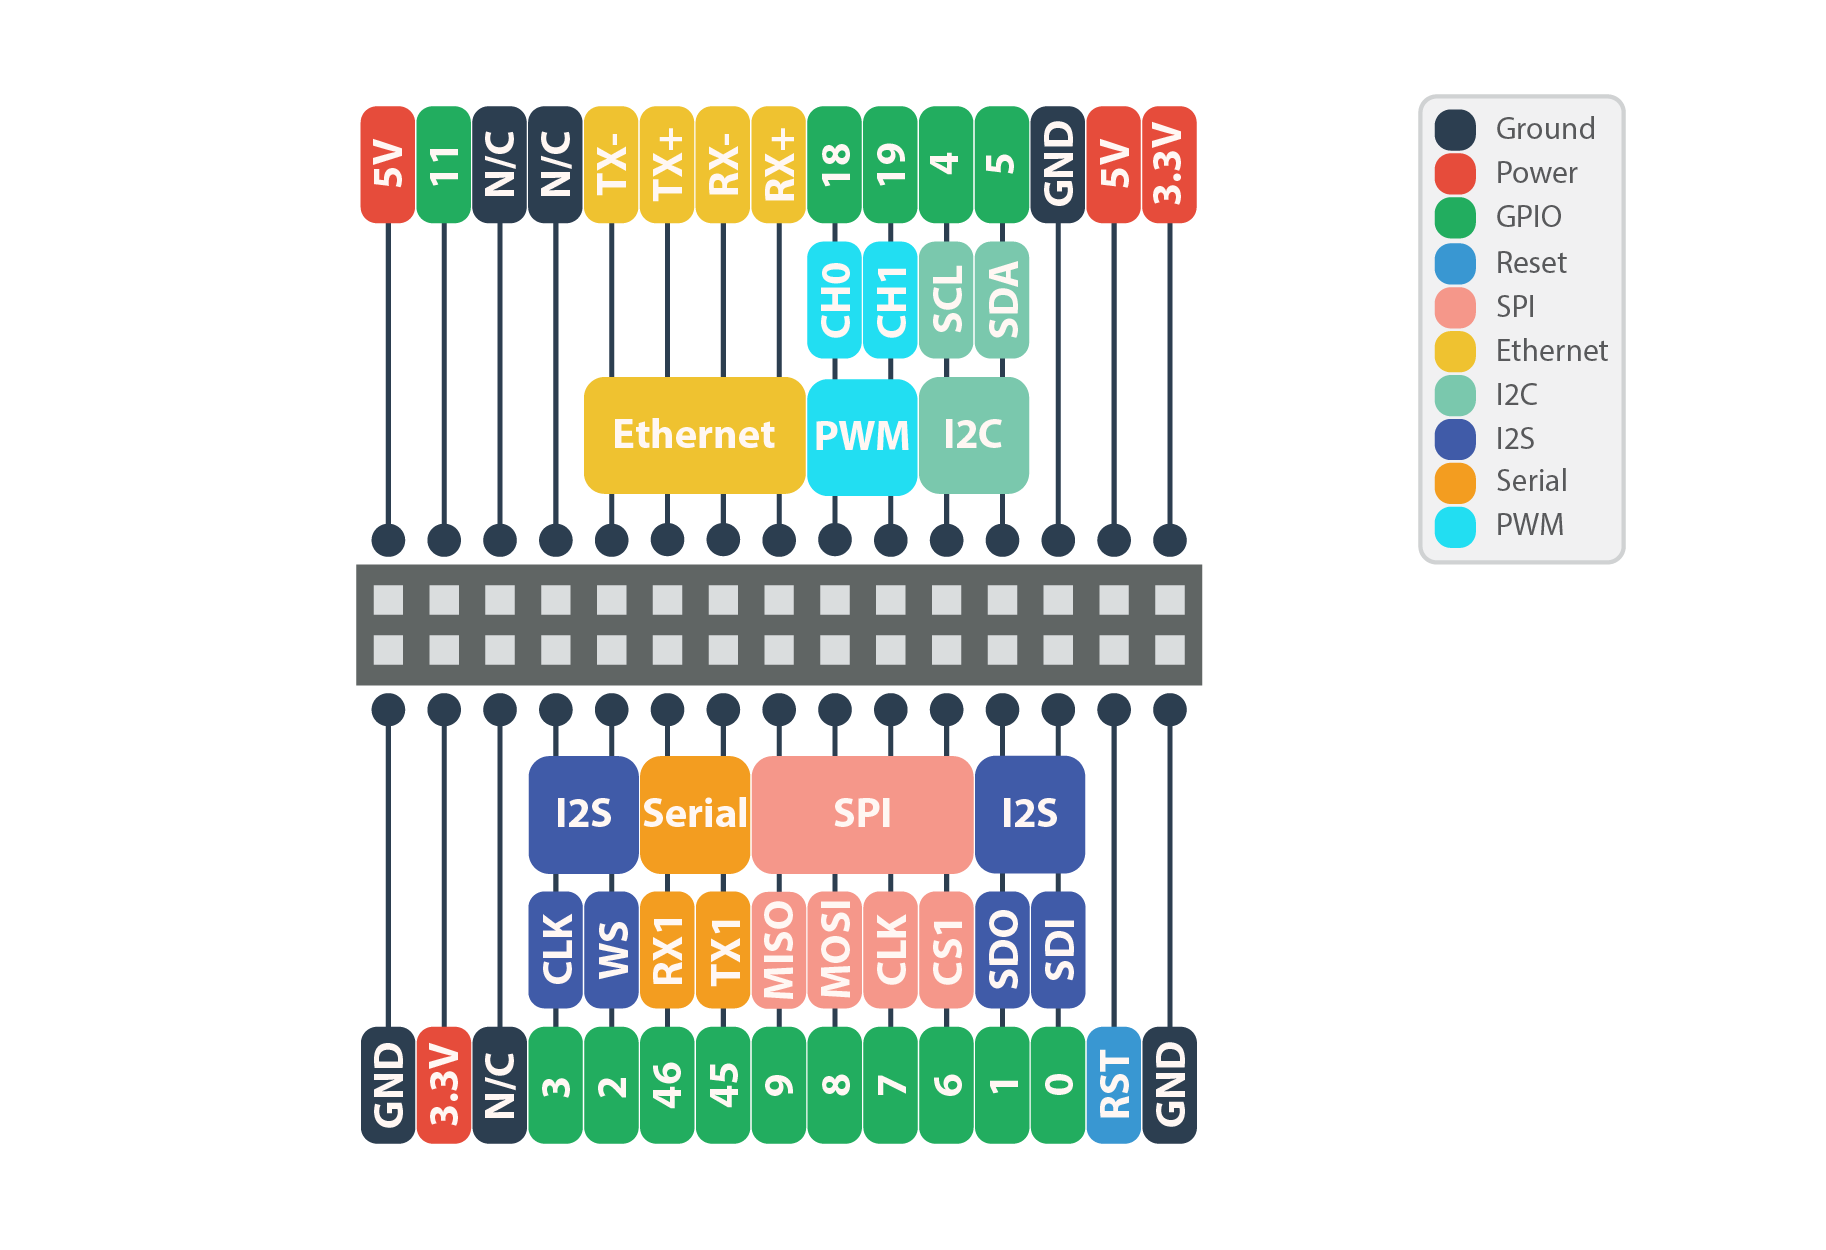 5V 11 N/C N/C TX- TX+ RX- RX+ 18 19 4 5 GND 5V 3.3V
CH0 CH1 SCL SDA
Ethernet PWM I2C
I2S Serial SPI I2S
CLK WS RX1 TX1 MISO MOSI CLK CS1 SDO SDI
GND 3.3V N/C 3 2 46 45 9 8 7 6 1 0 RST GND
Ground
Power
GPIO
Reset
SPI
Ethernet
I2C
I2S
Serial
PWM